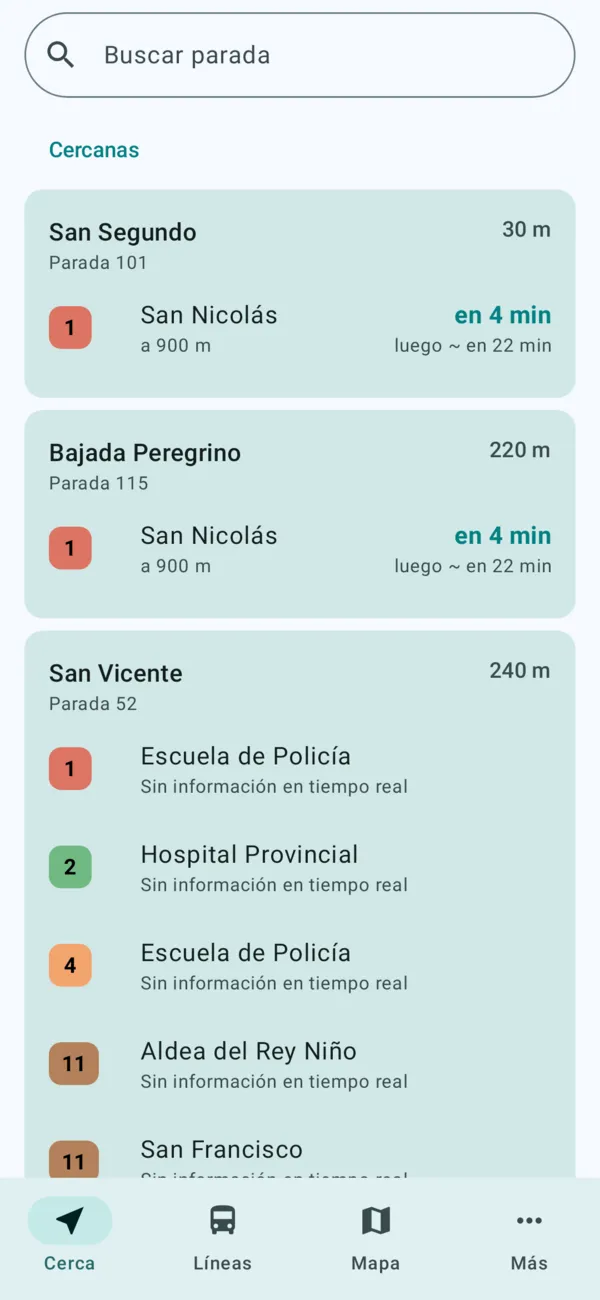 Buscar parada
Cercanas
San Segundo
30 m
Parada 101
1
San Nicolás
en 4 min
a 900 m
luego ~ en 22 min
Bajada Peregrino
220 m
Parada 115
1
San Nicolás
en 4 min
a 900 m
luego ~ en 22 min
San Vicente
240 m
Parada 52
1
Escuela de Policía
Sin información en tiempo real
2
Hospital Provincial
Sin información en tiempo real
4
Escuela de Policía
Sin información en tiempo real
11
Aldea del Rey Niño
Sin información en tiempo real
11
San Francisco
Cerca
Líneas
Mapa
Más